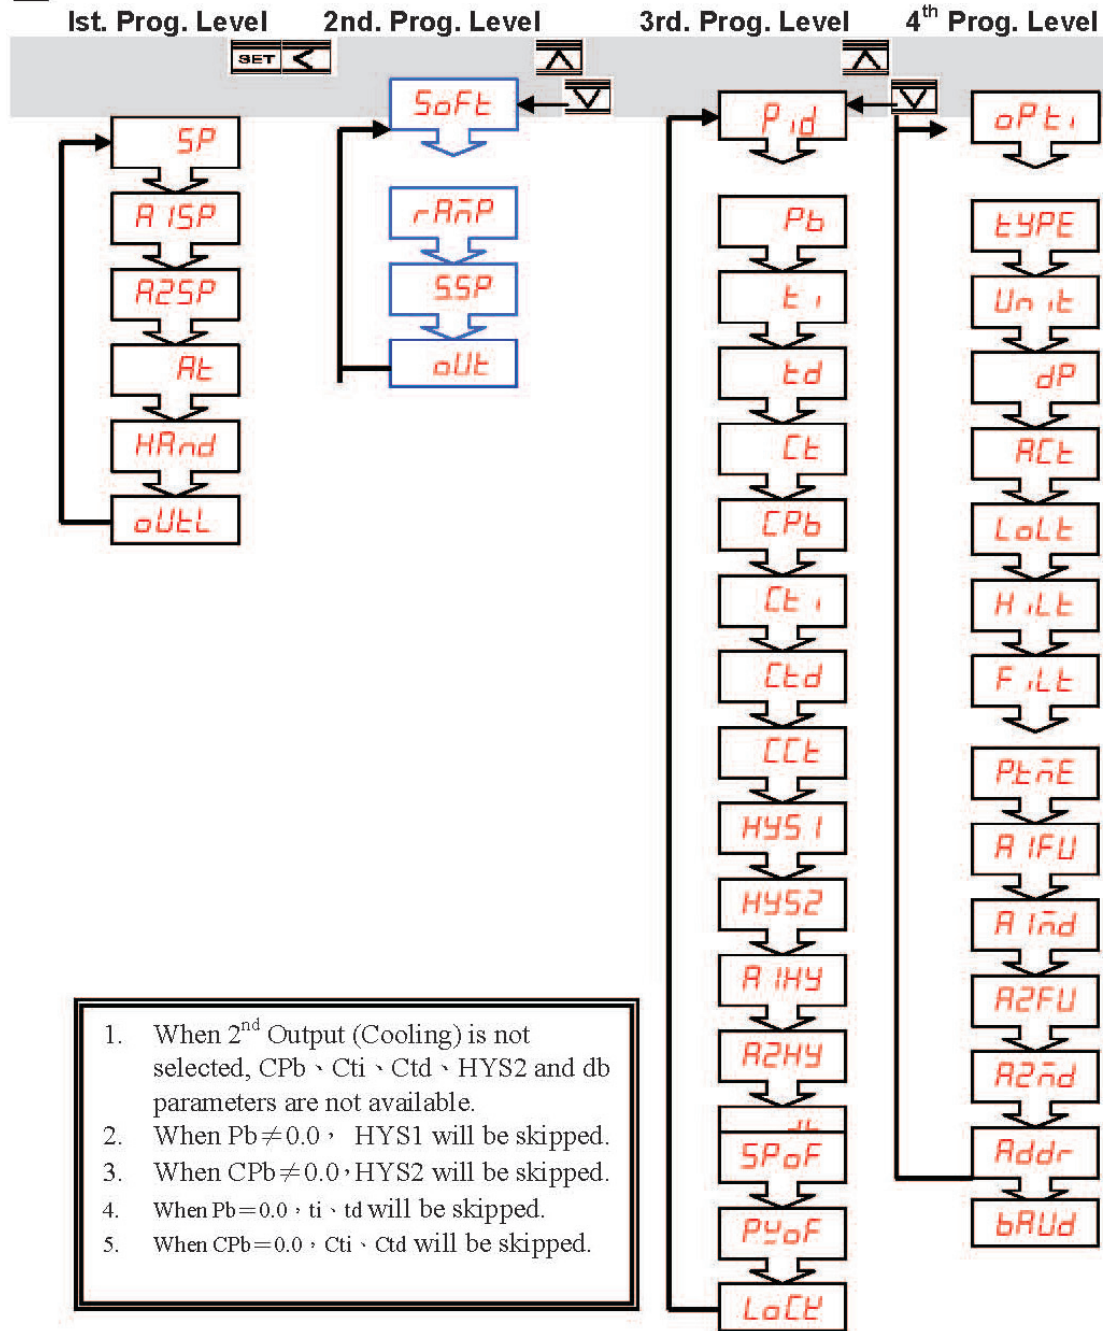 Ist. Prog. Level 2nd. Prog. Level 3rd. Prog. Level 4th Prog. Level
SET
SoFt
Pid
oPti
SP
A1SP
A2SP
At
HAnd
oUtL
rAmP
S.SP
oUt
Pb
ti
td
Ct
CPb
Cti
Ctd
CCt
HYS1
HYS2
A1HY
A2HY
SPoF
PYoF
LoCK
tYPE
Unit
dP
ACt
LoLt
HiLt
FiLt
P.tmE
A1FU
A1md
A2FU
A2md
Addr
bAUd
1. When 2nd Output (Cooling) is not
selected, CPb、Cti、Ctd、HYS2 and db
parameters are not available.
2. When Pb≠0.0， HYS1 will be skipped.
3. When CPb≠0.0，HYS2 will be skipped.
4. When Pb=0.0，ti、td will be skipped.
5. When CPb=0.0，Cti、Ctd will be skipped.